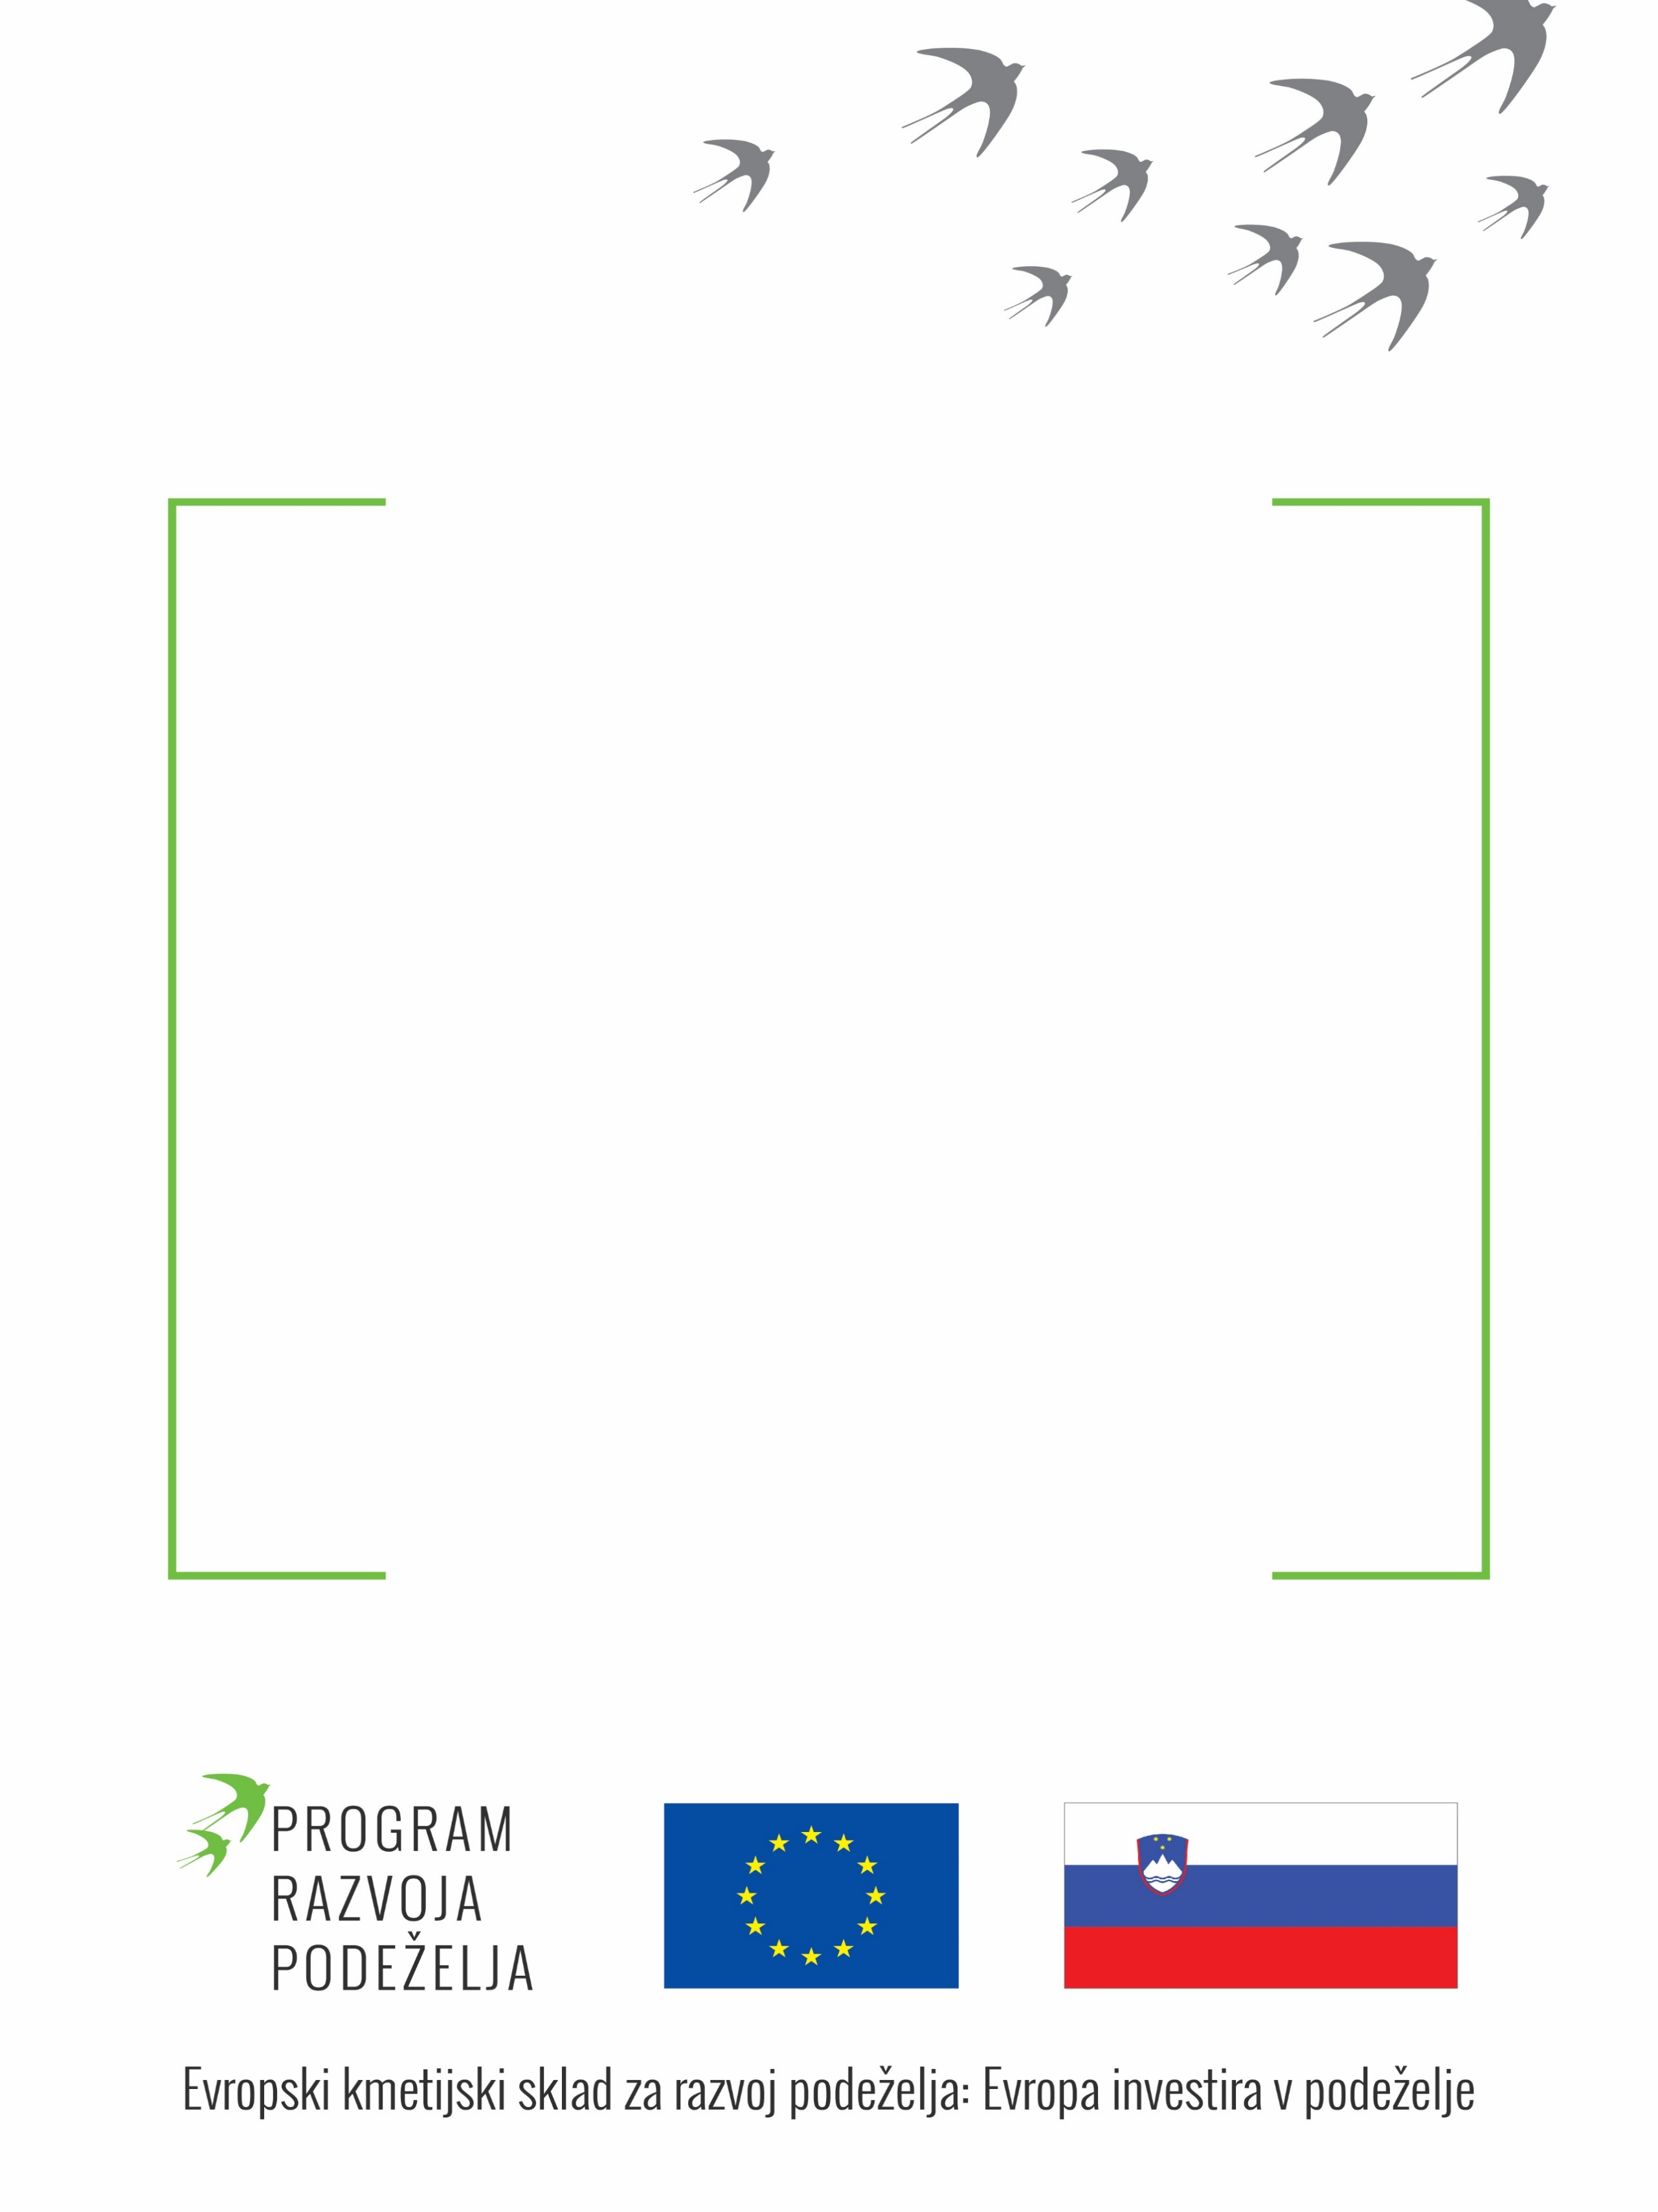 PROGRAM
RAZVOJA
PODEŽELJA
Evropski kmetijski sklad za razvoj podeželja: Evropa investira v podeželje